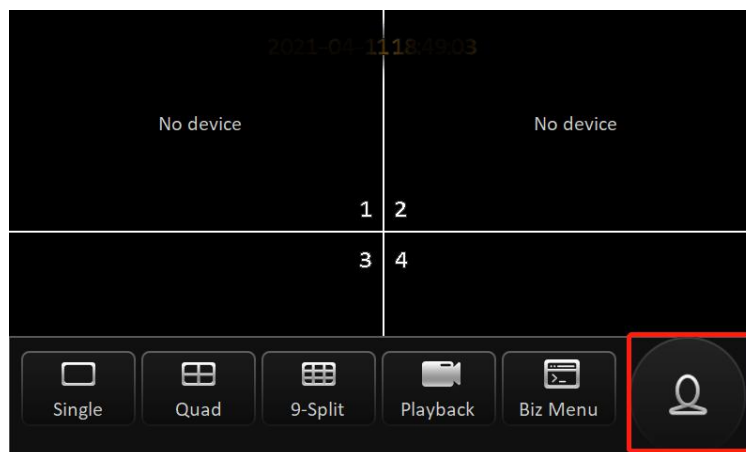 2021-04-11 18:49:03
No device
No device
1
2
3
4
Single
Quad
9-Split
Playback
Biz Menu